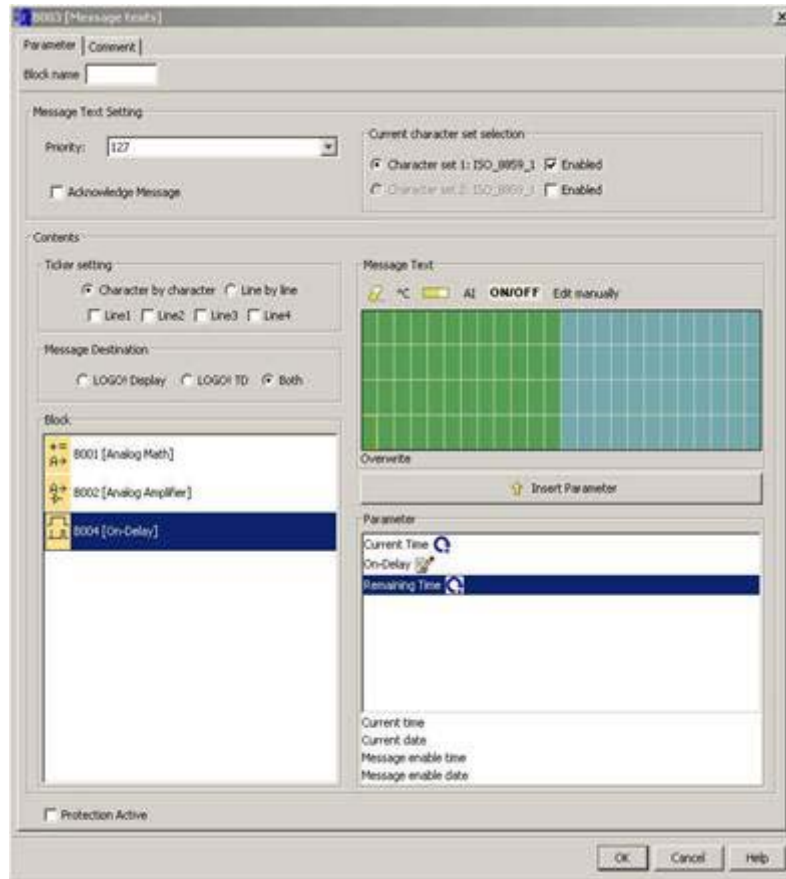 B003 [Message texts]
Parameter Comment
Block name
Message Text Setting
Priority: 127
Acknowledge Message
Current character set selection
Character set 1: ISO_8859_1 Enabled
Character set 2: ISO_8859_1 Enabled
Contents
Ticker setting
Character by character Line by line
Line1 Line2 Line3 Line4
Message Destination
LOGO! Display LOGO! TD Both
Block
B001 [Analog Math]
B002 [Analog Amplifier]
B004 [On-Delay]
Message Text
°C AI ON/OFF Edit manually
Overwrite
Insert Parameter
Parameter
Current Time
On-Delay
Remaining Time
Current time
Current date
Message enable time
Message enable date
Protection Active
OK Cancel Help